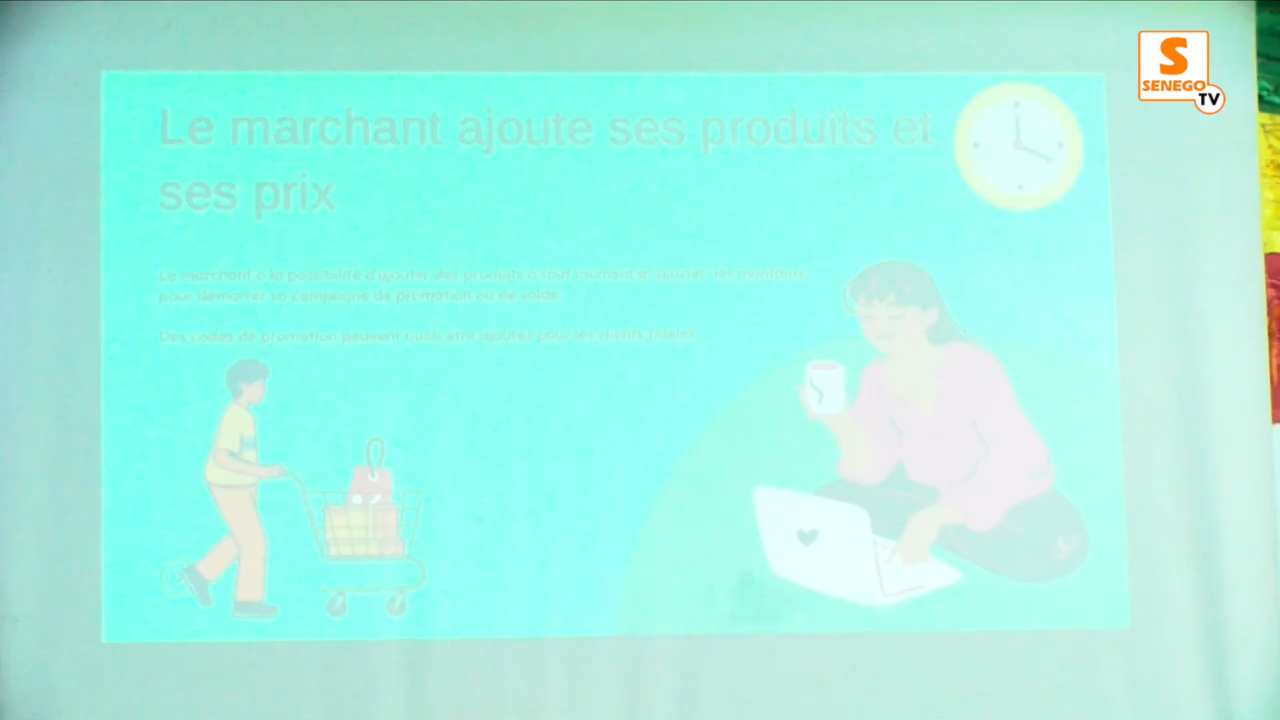 S
SENEGO
TV
Le marchant ajoute ses produits et
ses prix
Le marchant a la possibilité d'ajouter des produits à tout moment et les montants
pour démarrer sa campagne de promotion ou de solde.
Des codes de promotion peuvent aussi être ajoutés pour les clients